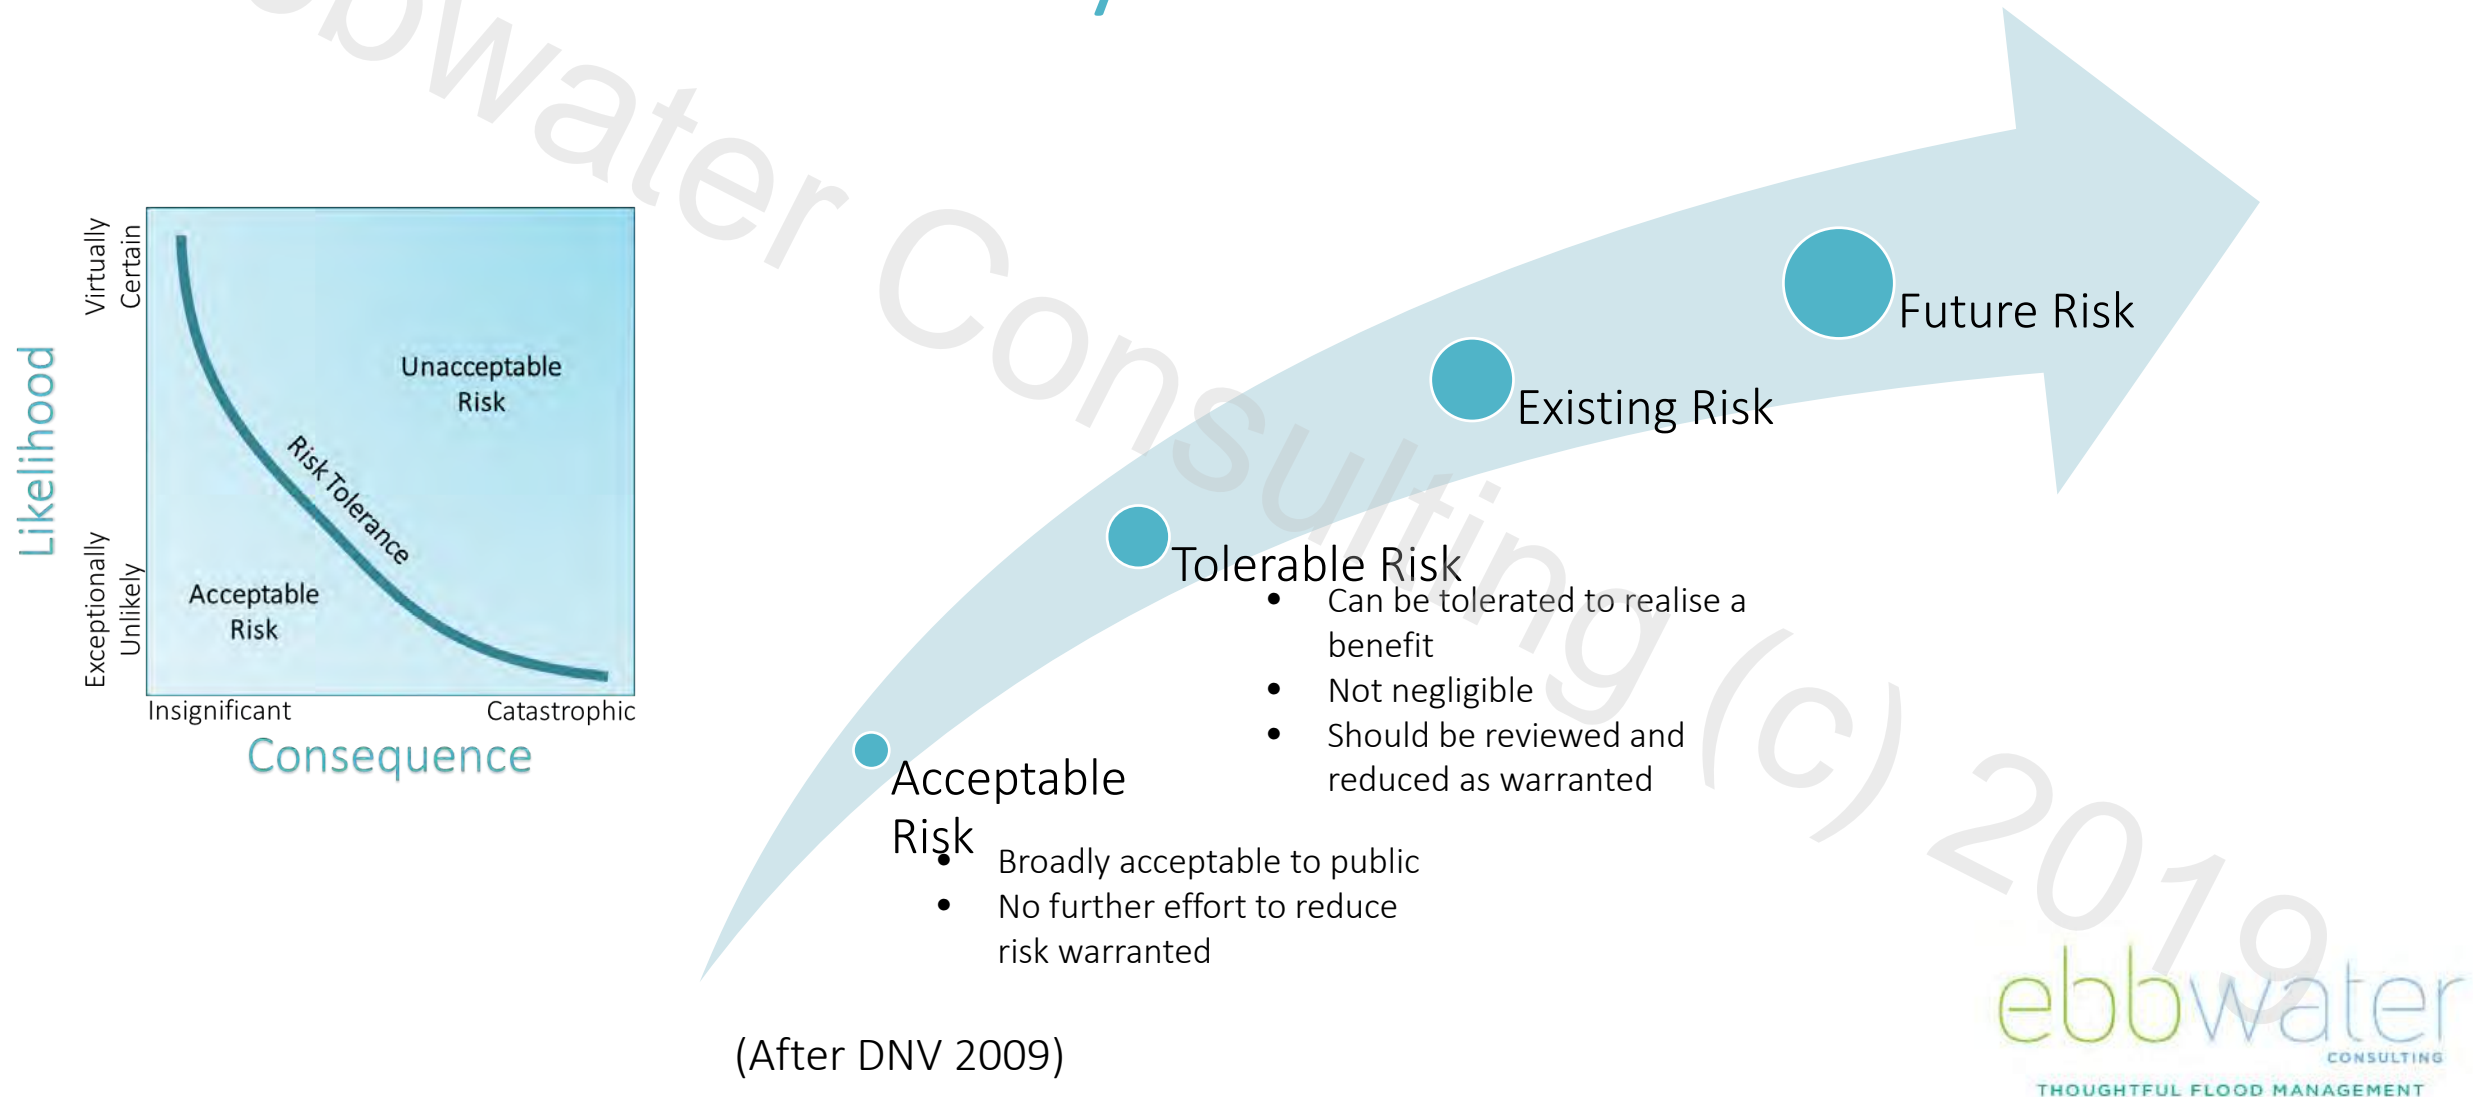 ebbwater Consulting (c) 2019
Likelihood
Virtually
Certain
Exceptionally
Unlikely
Unacceptable
Risk
Risk Tolerance
Acceptable
Risk
Insignificant
Catastrophic
Consequence
Future Risk
Existing Risk
Tolerable Risk
• Can be tolerated to realise a
benefit
• Not negligible
• Should be reviewed and
reduced as warranted
Acceptable
Risk
• Broadly acceptable to public
• No further effort to reduce
risk warranted
(After DNV 2009)
ebbwater
CONSULTING
THOUGHTFUL FLOOD MANAGEMENT